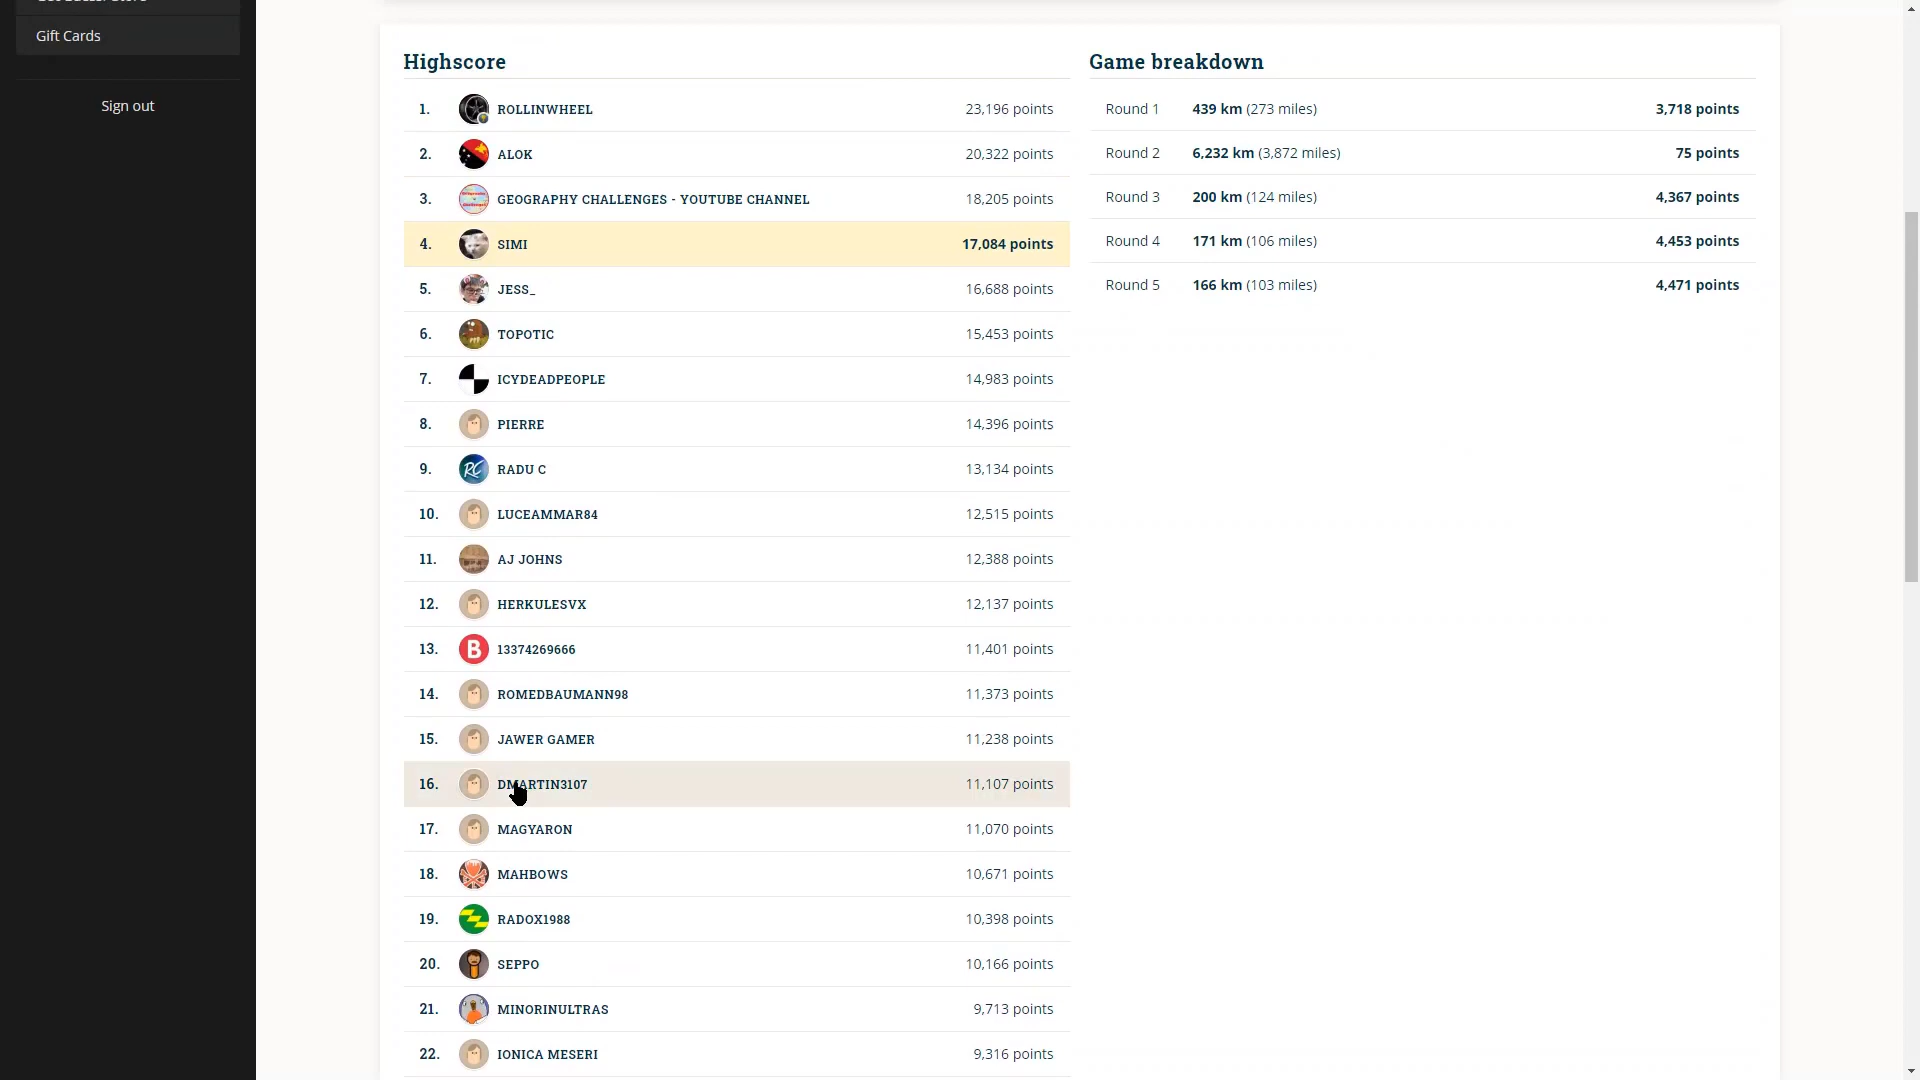 Gift Cards
Sign out
Highscore
1. ROLLINWHEEL 23,196 points
2. ALOK 20,322 points
3. GEOGRAPHY CHALLENGES - YOUTUBE CHANNEL 18,205 points
4. SIMI 17,084 points
5. JESS_ 16,688 points
6. TOPOTIC 15,453 points
7. ICYDEADPEOPLE 14,983 points
8. PIERRE 14,396 points
9. RADU C 13,134 points
10. LUCEAMMAR84 12,515 points
11. AJ JOHNS 12,388 points
12. HERKULESVX 12,137 points
13. B 13374269666 11,401 points
14. ROMEDBAUMANN98 11,373 points
15. JAWER GAMER 11,238 points
16. DMARTIN3107 11,107 points
17. MAGYARON 11,070 points
18. MAHBOWS 10,671 points
19. RADOX1988 10,398 points
20. SEPPO 10,166 points
21. MINORINULTRAS 9,713 points
22. IONICA MESERI 9,316 points
Game breakdown
Round 1 439 km (273 miles) 3,718 points
Round 2 6,232 km (3,872 miles) 75 points
Round 3 200 km (124 miles) 4,367 points
Round 4 171 km (106 miles) 4,453 points
Round 5 166 km (103 miles) 4,471 points